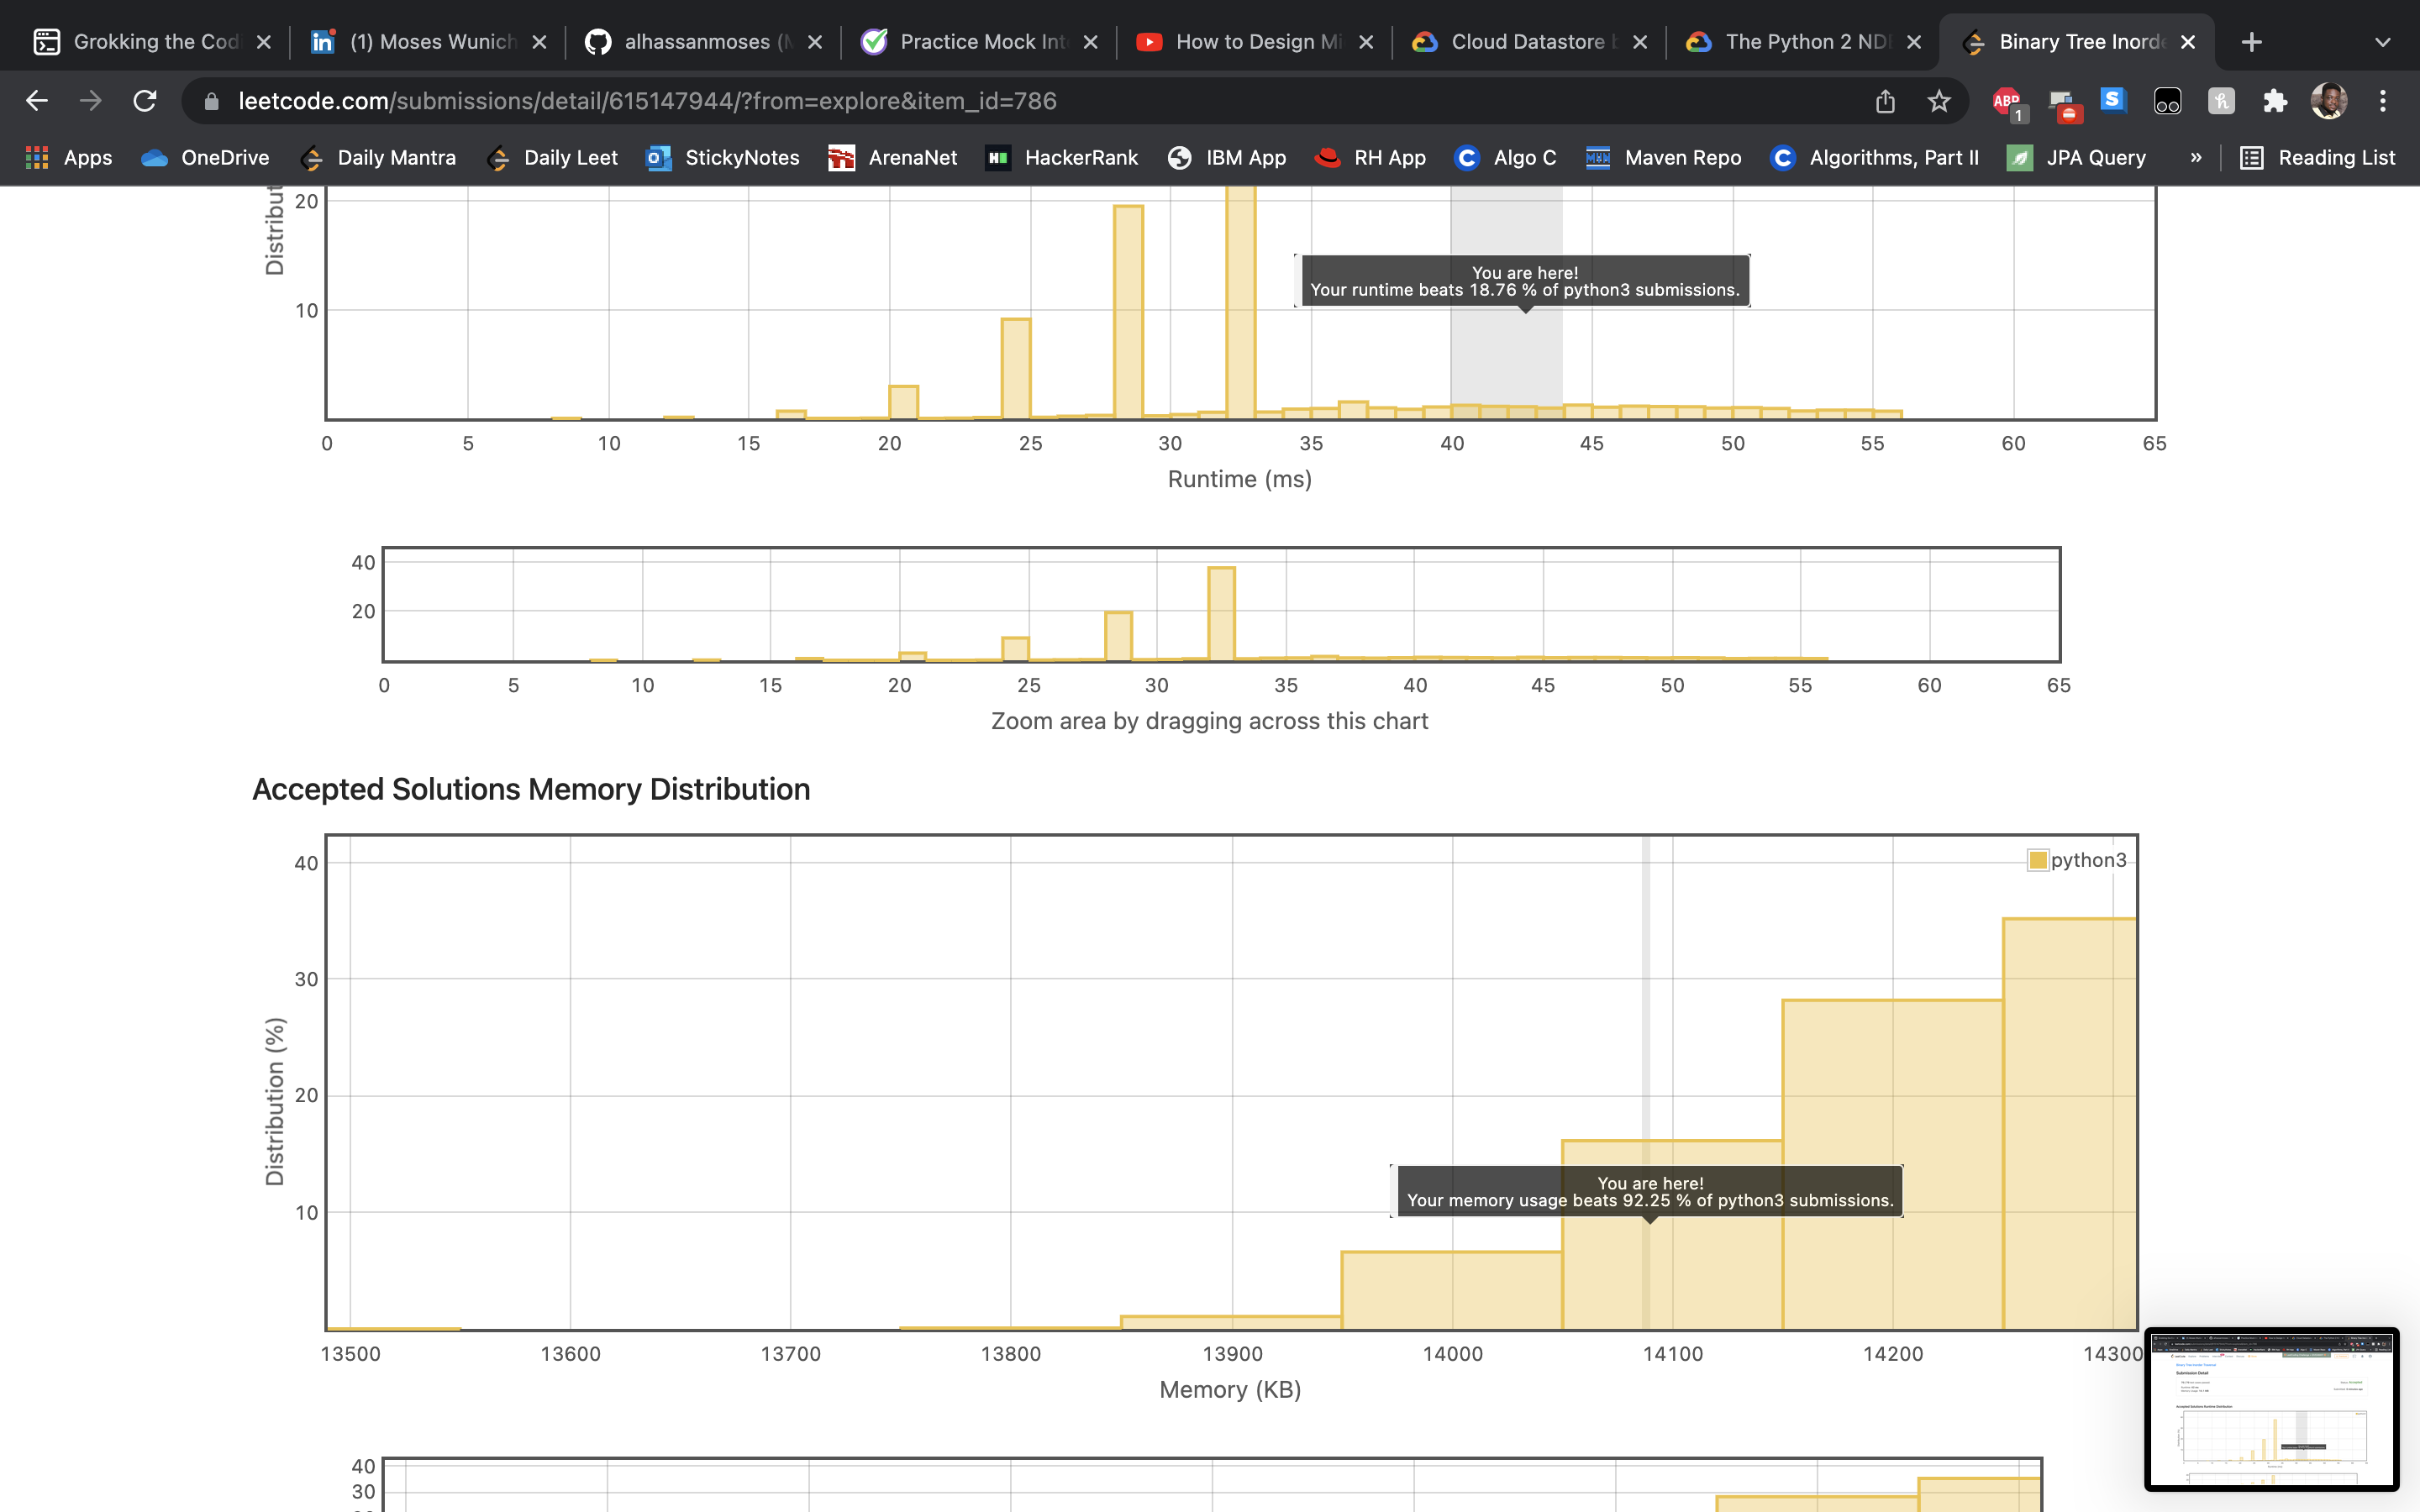 Grokking the Cod
(1) Moses Wunich
alhassanmoses (
Practice Mock Int
How to Design Mi
Cloud Datastore
The Python 2 ND
Binary Tree Inord
leetcode.com/submissions/detail/615147944/?from=explore&item_id=786
ABP
1
S
h
Apps
OneDrive
Daily Mantra
Daily Leet
StickyNotes
ArenaNet
HackerRank
IBM App
RH App
Algo C
Maven Repo
Algorithms, Part II
JPA Query
»
Reading List
Distribut
20
10
You are here!
Your runtime beats 18.76 % of python3 submissions.
0 5 10 15 20 25 30 35 40 45 50 55 60 65
Runtime (ms)
40
20
0 5 10 15 20 25 30 35 40 45 50 55 60 65
Zoom area by dragging across this chart
Accepted Solutions Memory Distribution
python3
Distribution (%)
40
30
20
10
You are here!
Your memory usage beats 92.25 % of python3 submissions.
13500 13600 13700 13800 13900 14000 14100 14200 14300
Memory (KB)
40
30